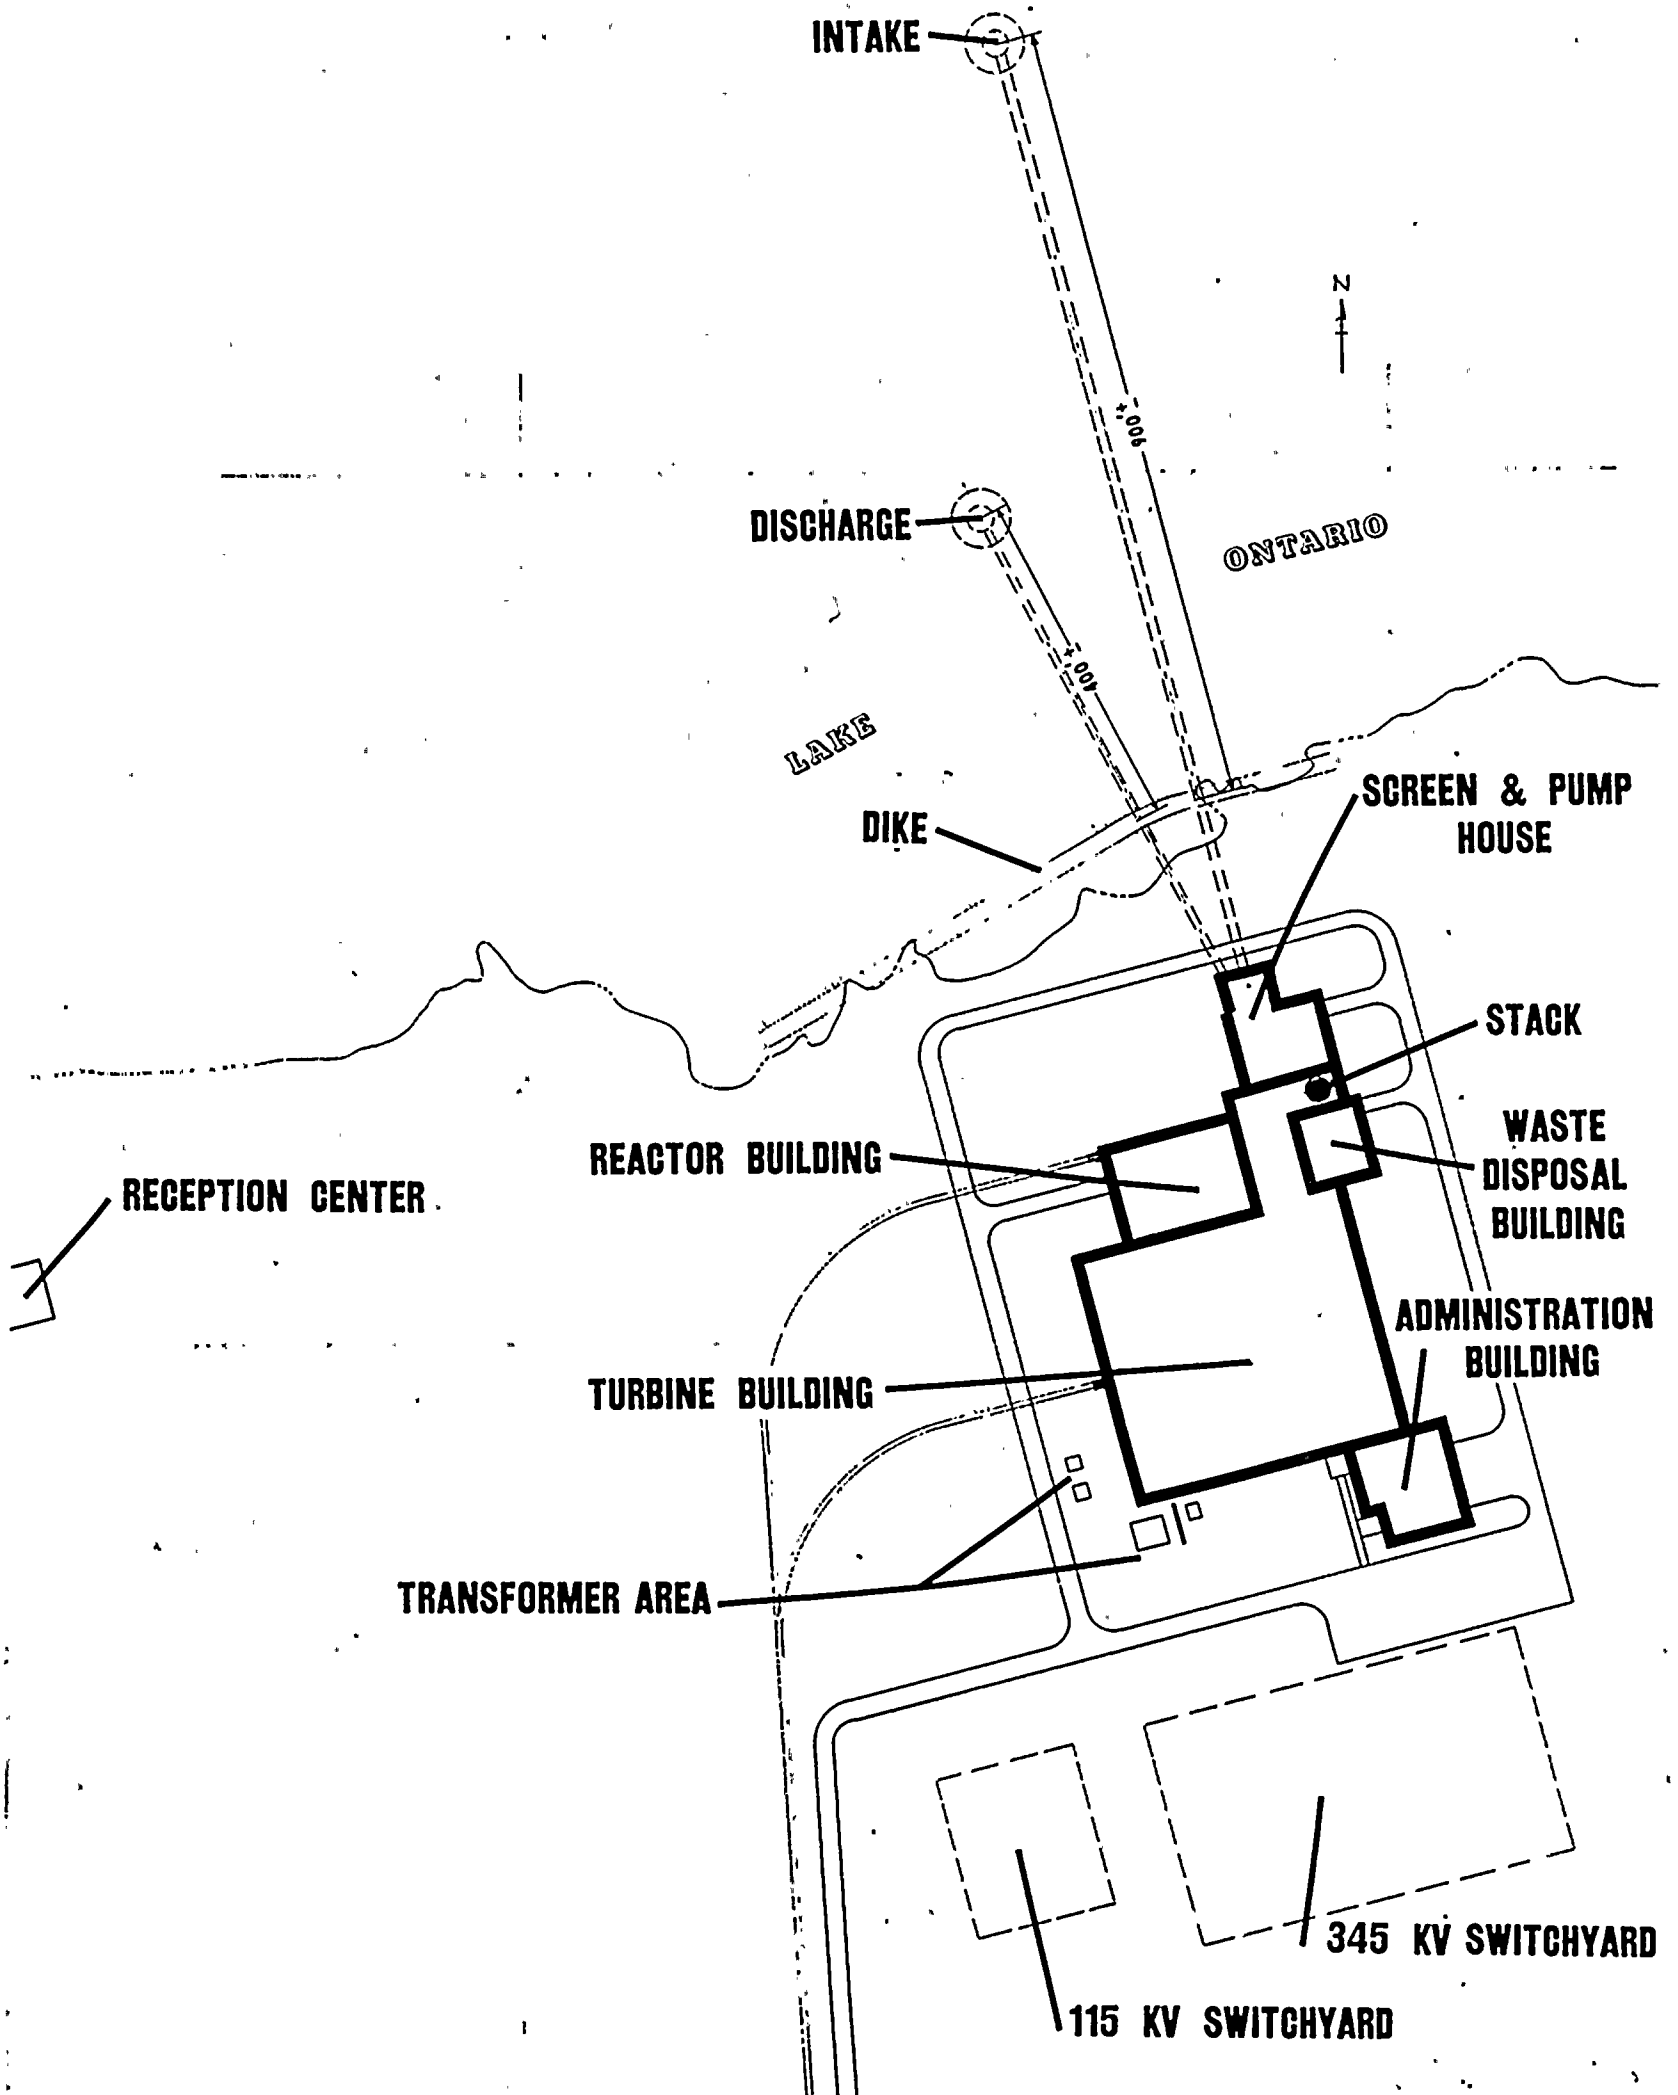 INTAKE
N
900'±
DISCHARGE
ONTARIO
400'±
LAKE
SCREEN & PUMP
HOUSE
DIKE
STACK
WASTE
DISPOSAL
BUILDING
REACTOR BUILDING
RECEPTION CENTER
ADMINISTRATION
BUILDING
TURBINE BUILDING
TRANSFORMER AREA
345 KV SWITCHYARD
115 KV SWITCHYARD